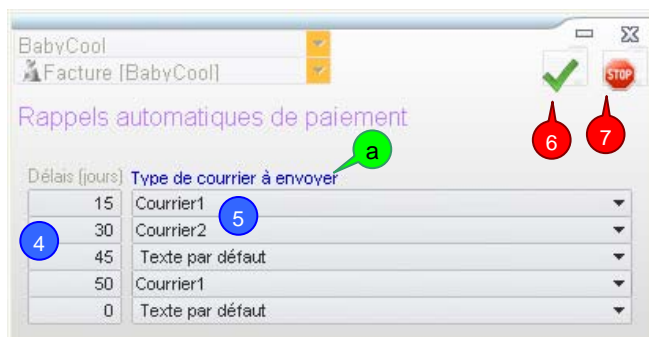 BabyCool
Facture [BabyCool]
STOP
Rappels automatiques de paiement
6
7
a
Délais (jours) Type de courrier à envoyer
15 Courrier1
5
30 Courrier2
4
45 Texte par défaut
50 Courrier1
0 Texte par défaut